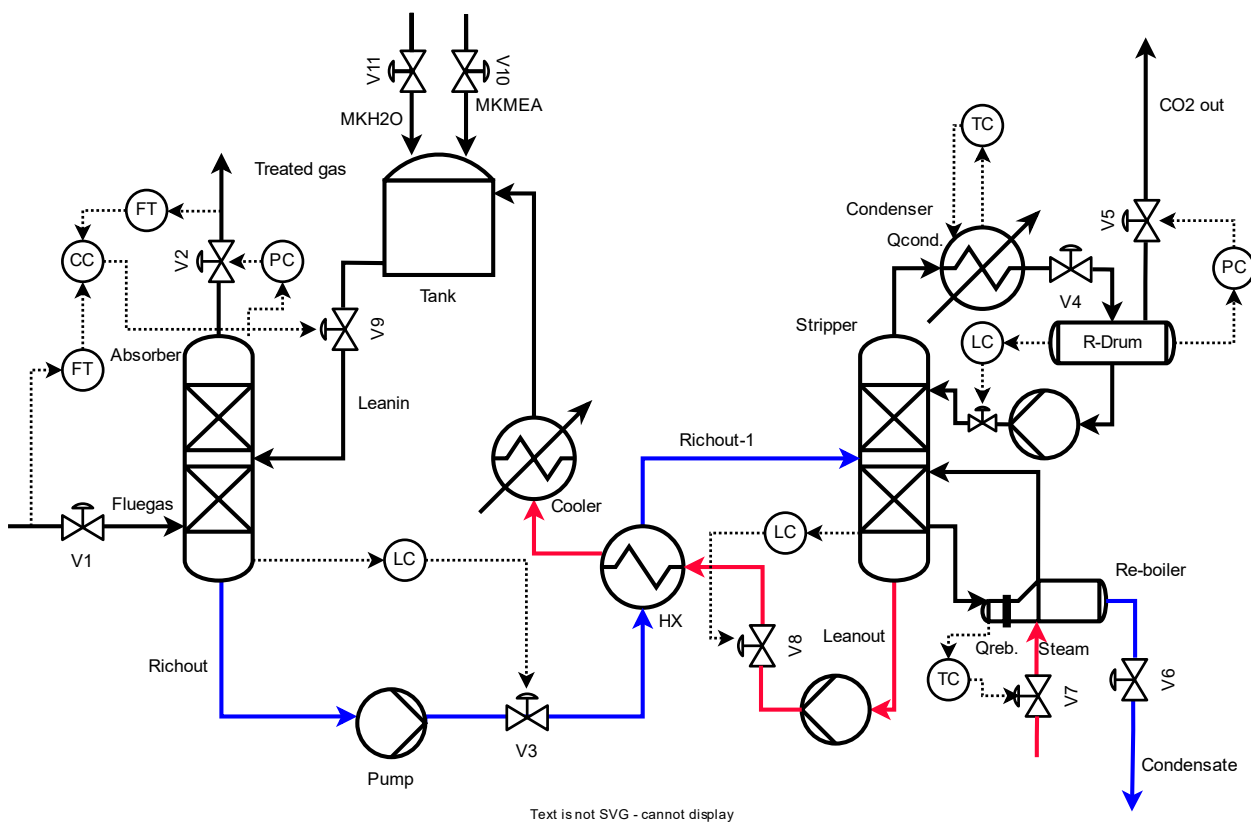 V11
V10
MKH2O
MKMEA
TC
CO2 out
FT
Treated gas
Condenser
Qcond.
V5
CC
V2
PC
Tank
V9
V4
PC
Absorber
FT
Stripper
LC
R-Drum
Leanin
Richout-1
Fluegas
Cooler
V1
LC
LC
Re-boiler
HX
Richout
V8
Leanout
Qreb.
Steam
TC
V7
V6
V3
Pump
Condensate
Text is not SVG - cannot display